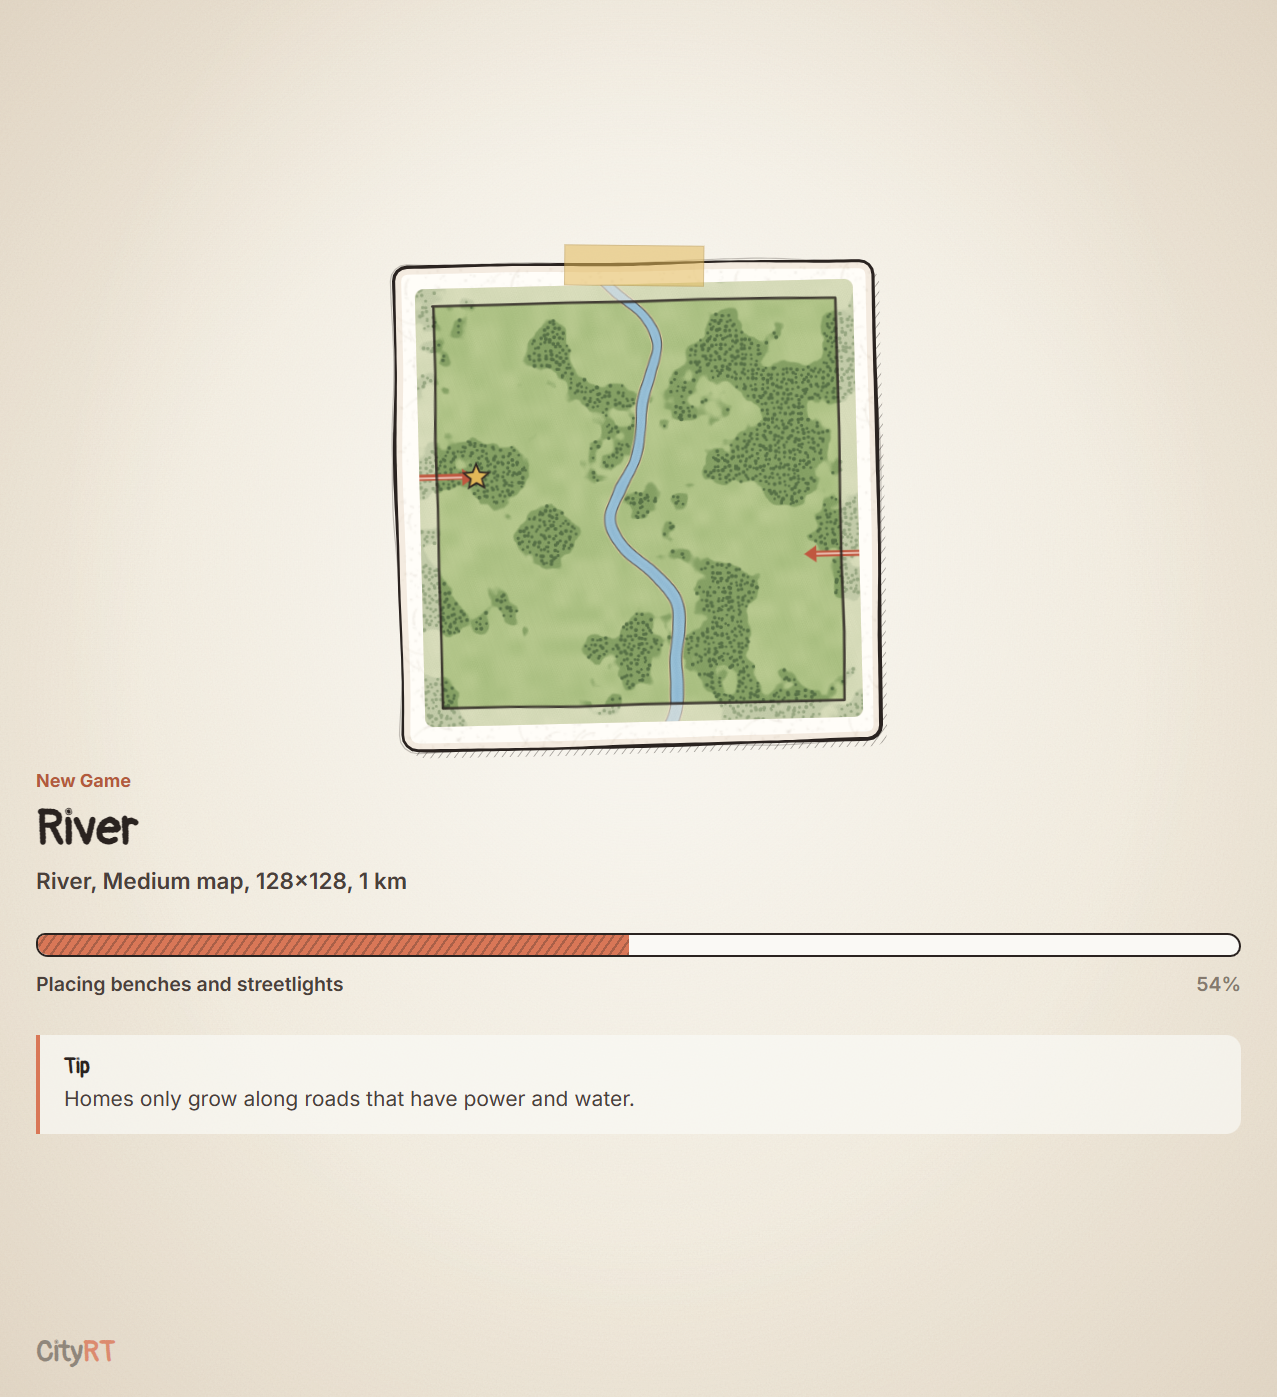 New Game
River
River, Medium map, 128×128, 1 km
Placing benches and streetlights
54%
Tip
Homes only grow along roads that have power and water.
CityRT